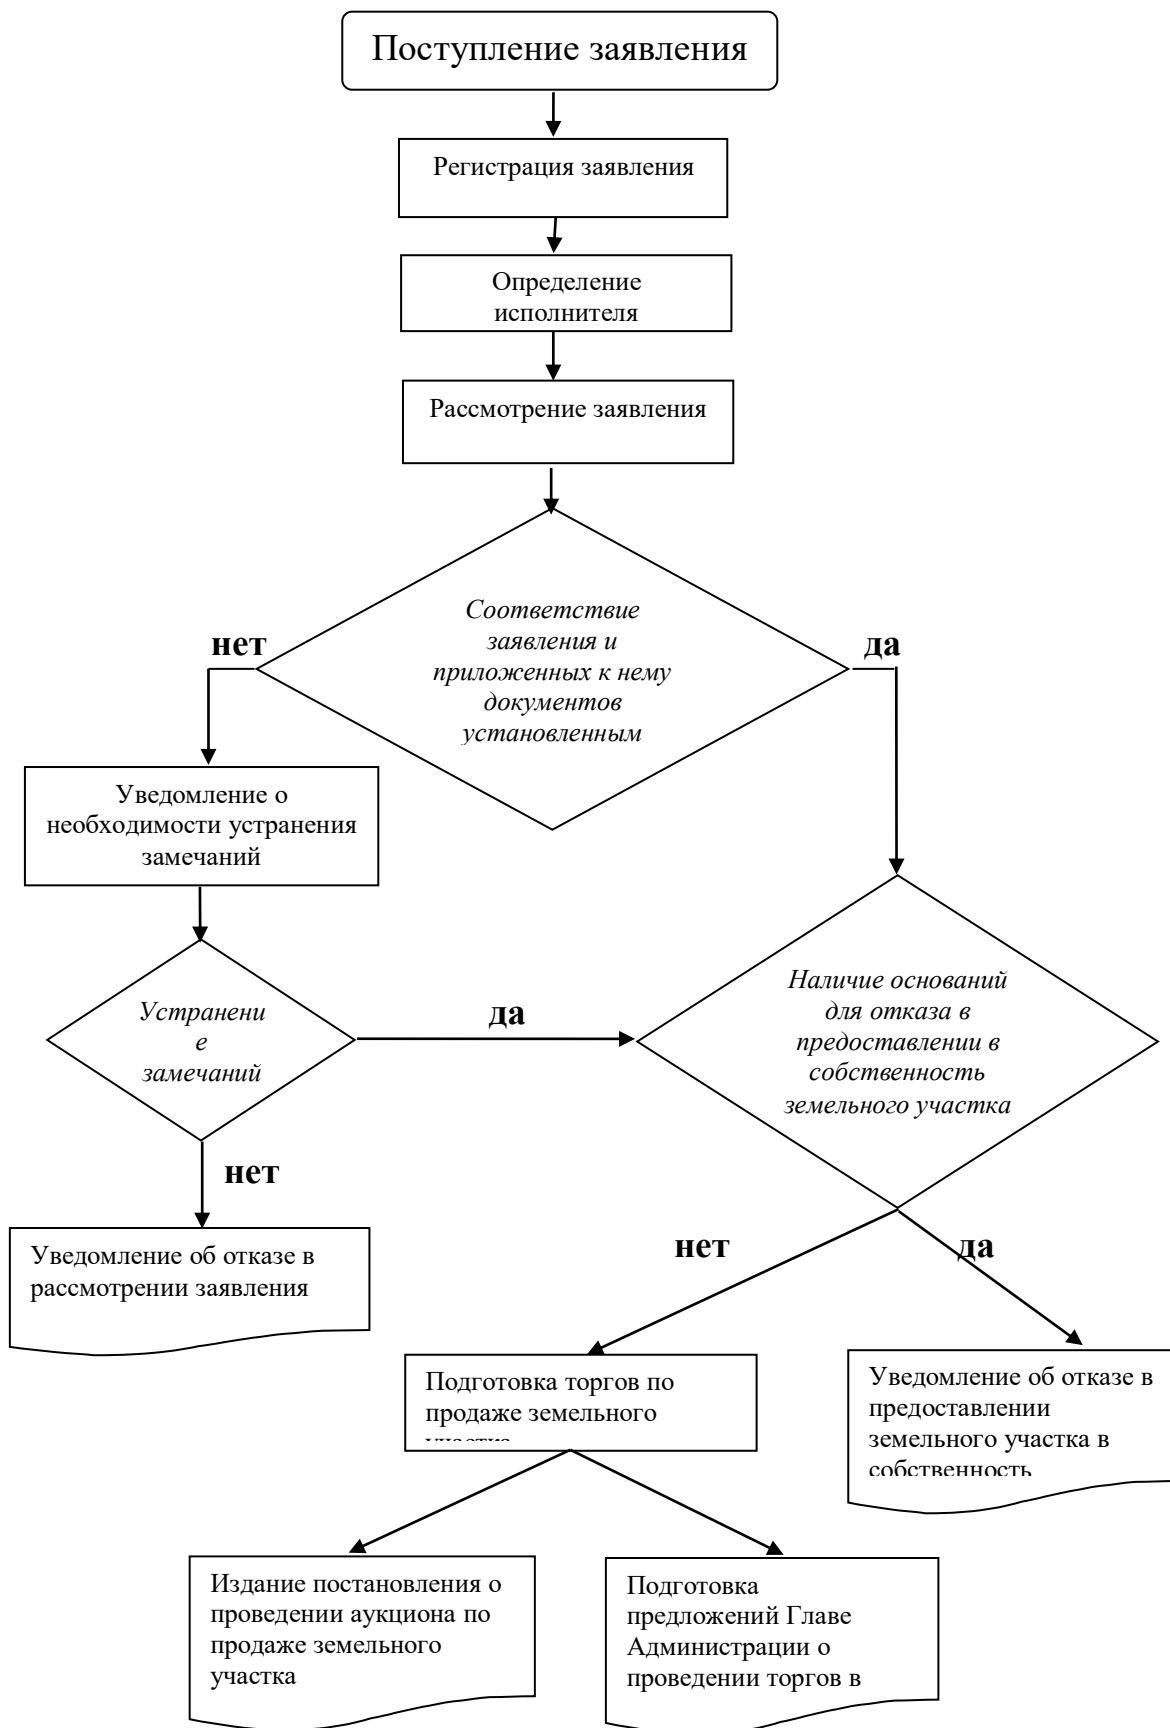 Поступление заявления
Регистрация заявления
Определение
исполнителя
Рассмотрение заявления
Соответствие
заявления и
приложенных к нему
документов
установленным
нет
да
Уведомление о
необходимости устранения
замечаний
Устранени
е
замечаний
да
Наличие оснований
для отказа в
предоставлении в
собственность
земельного участка
нет
Уведомление об отказе в
рассмотрении заявления
нет
да
Подготовка торгов по
продаже земельного
участка
Уведомление об отказе в
предоставлении
земельного участка в
собственность
Издание постановления о
проведении аукциона по
продаже земельного
участка
Подготовка
предложений Главе
Администрации о
проведении торгов в